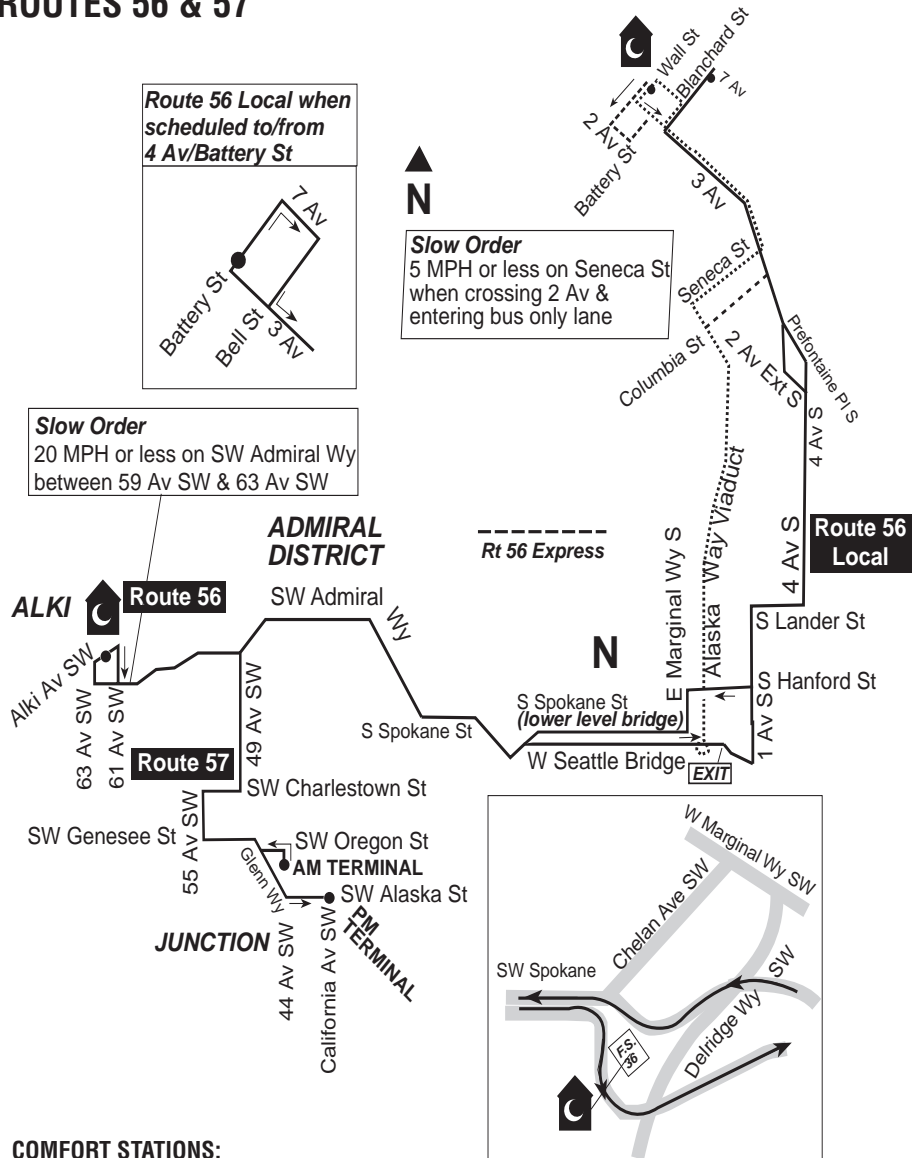 ROUTES 56 & 57
Route 56 Local when
scheduled to/from
4 Av/Battery St
7 Av
Battery St
Bell St
3 Av
N
Slow Order
5 MPH or less on Seneca St
when crossing 2 Av &
entering bus only lane
Wall St
Blanchard St
7 Av
2 Av
Battery St
3 Av
Seneca St
Columbia St
2 Av Ext S
Prefontaine Pl S
4 Av S
Slow Order
20 MPH or less on SW Admiral Wy
between 59 Av SW & 63 Av SW
ADMIRAL
DISTRICT
Rt 56 Express
E Marginal Wy S
Alaska Way Viaduct
4 Av S
Route 56
Local
ALKI
Route 56
SW Admiral
Wy
S Lander St
N
Alki Av SW
63 Av SW
61 Av SW
49 Av SW
S Spokane St
S Spokane St
(lower level bridge)
S Hanford St
1 Av S
W Seattle Bridge
EXIT
Route 57
SW Charlestown St
SW Genesee St
55 Av SW
SW Oregon St
AM TERMINAL
Glenn Wy
SW Alaska St
PM
TERMINAL
JUNCTION
44 Av SW
California Av SW
W Marginal Wy SW
Chelan Ave SW
SW Spokane
Delridge Wy SW
F.S.
36
COMFORT STATIONS: